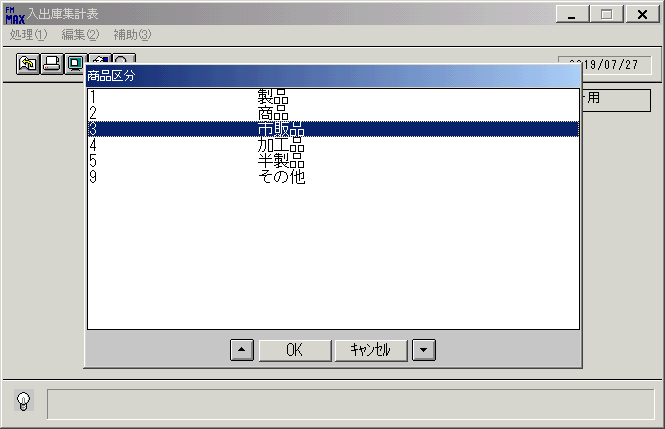 FM MAX 入出庫集計表
処理(1) 編集(2) 補助(3)
2019/07/27
商品区分
用
1 製品
2 商品
3 市販品
4 加工品
5 半製品
9 その他
OK ｷｬﾝｾﾙ